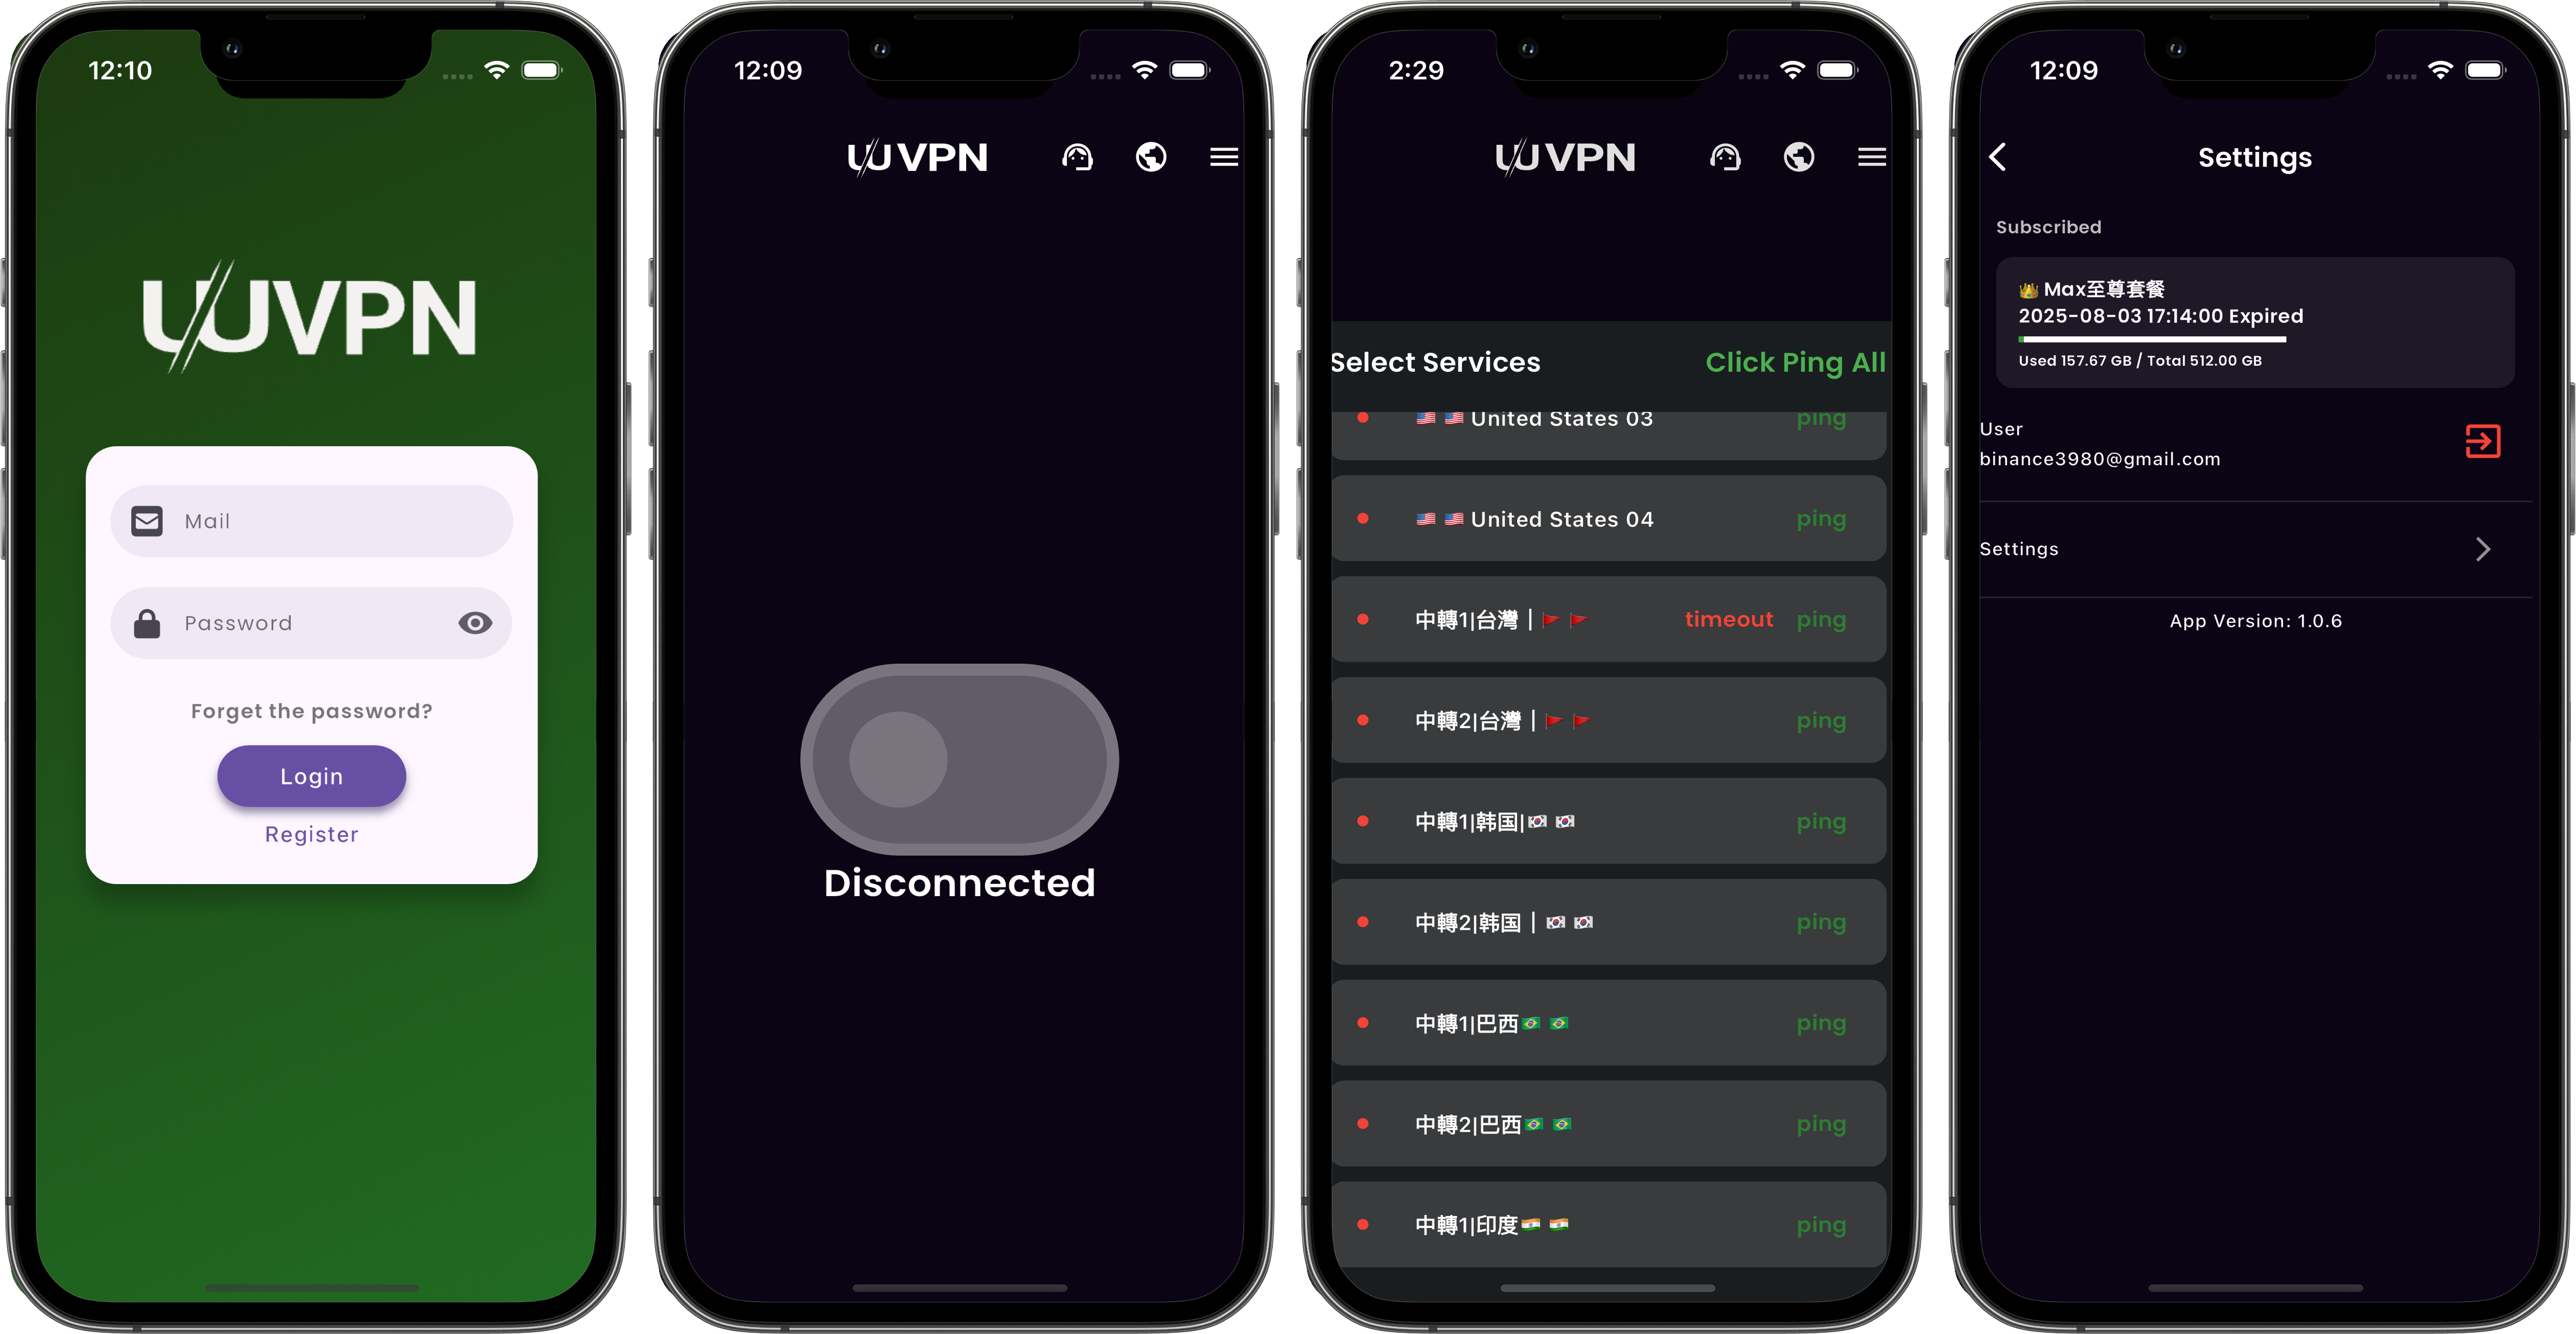 12:10
UUVPN
Mail
Password
Forget the password?
Login
Register
12:09
UUVPN
Disconnected
2:29
UUVPN
Select Services
Click Ping All
🇺🇸 🇺🇸 United States 03 ping
🇺🇸 🇺🇸 United States 04 ping
中轉1|台灣｜🚩 🚩 timeout ping
中轉2|台灣｜🚩 🚩 ping
中轉1|韩国|🇰🇷 🇰🇷 ping
中轉2|韩国｜🇰🇷 🇰🇷 ping
中轉1|巴西🇧🇷 🇧🇷 ping
中轉2|巴西🇧🇷 🇧🇷 ping
中轉1|印度🇮🇳 🇮🇳 ping
12:09
Settings
Subscribed
👑 Max至尊套餐
2025-08-03 17:14:00 Expired
Used 157.67 GB / Total 512.00 GB
User
binance3980@gmail.com
Settings
App Version: 1.0.6